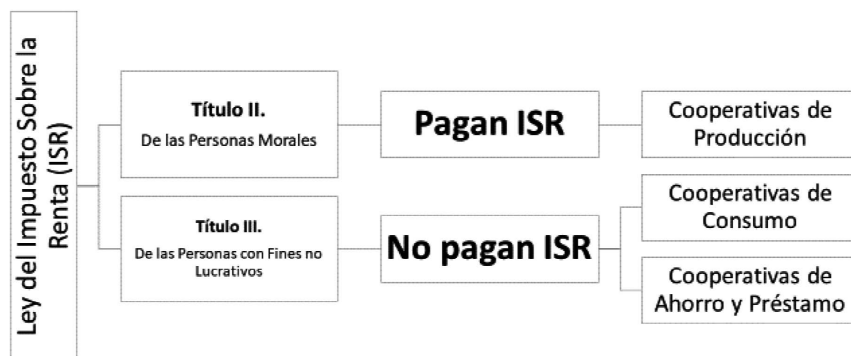 Ley del Impuesto Sobre la
Renta (ISR)
Título II.
De las Personas Morales
Pagan ISR
Cooperativas de
Producción
Título III.
De las Personas con Fines no
Lucrativos
No pagan ISR
Cooperativas de
Consumo
Cooperativas de
Ahorro y Préstamo